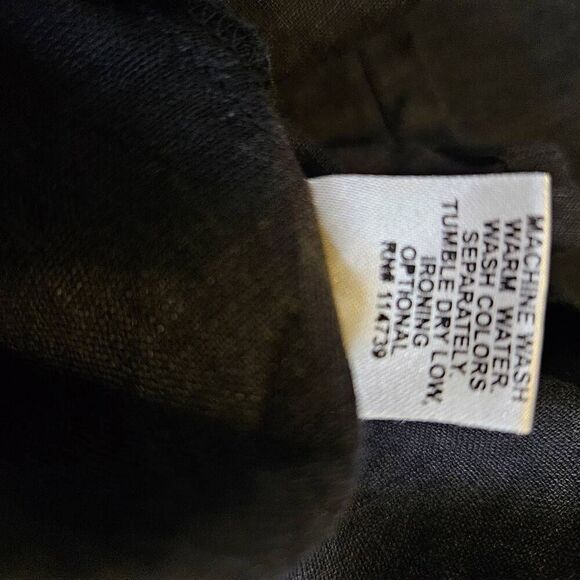 MACHINE WASH
WARM WATER.
WASH COLORS
SEPARATELY.
TUMBLE DRY LOW,
IRONING
OPTIONAL
RN# 114739